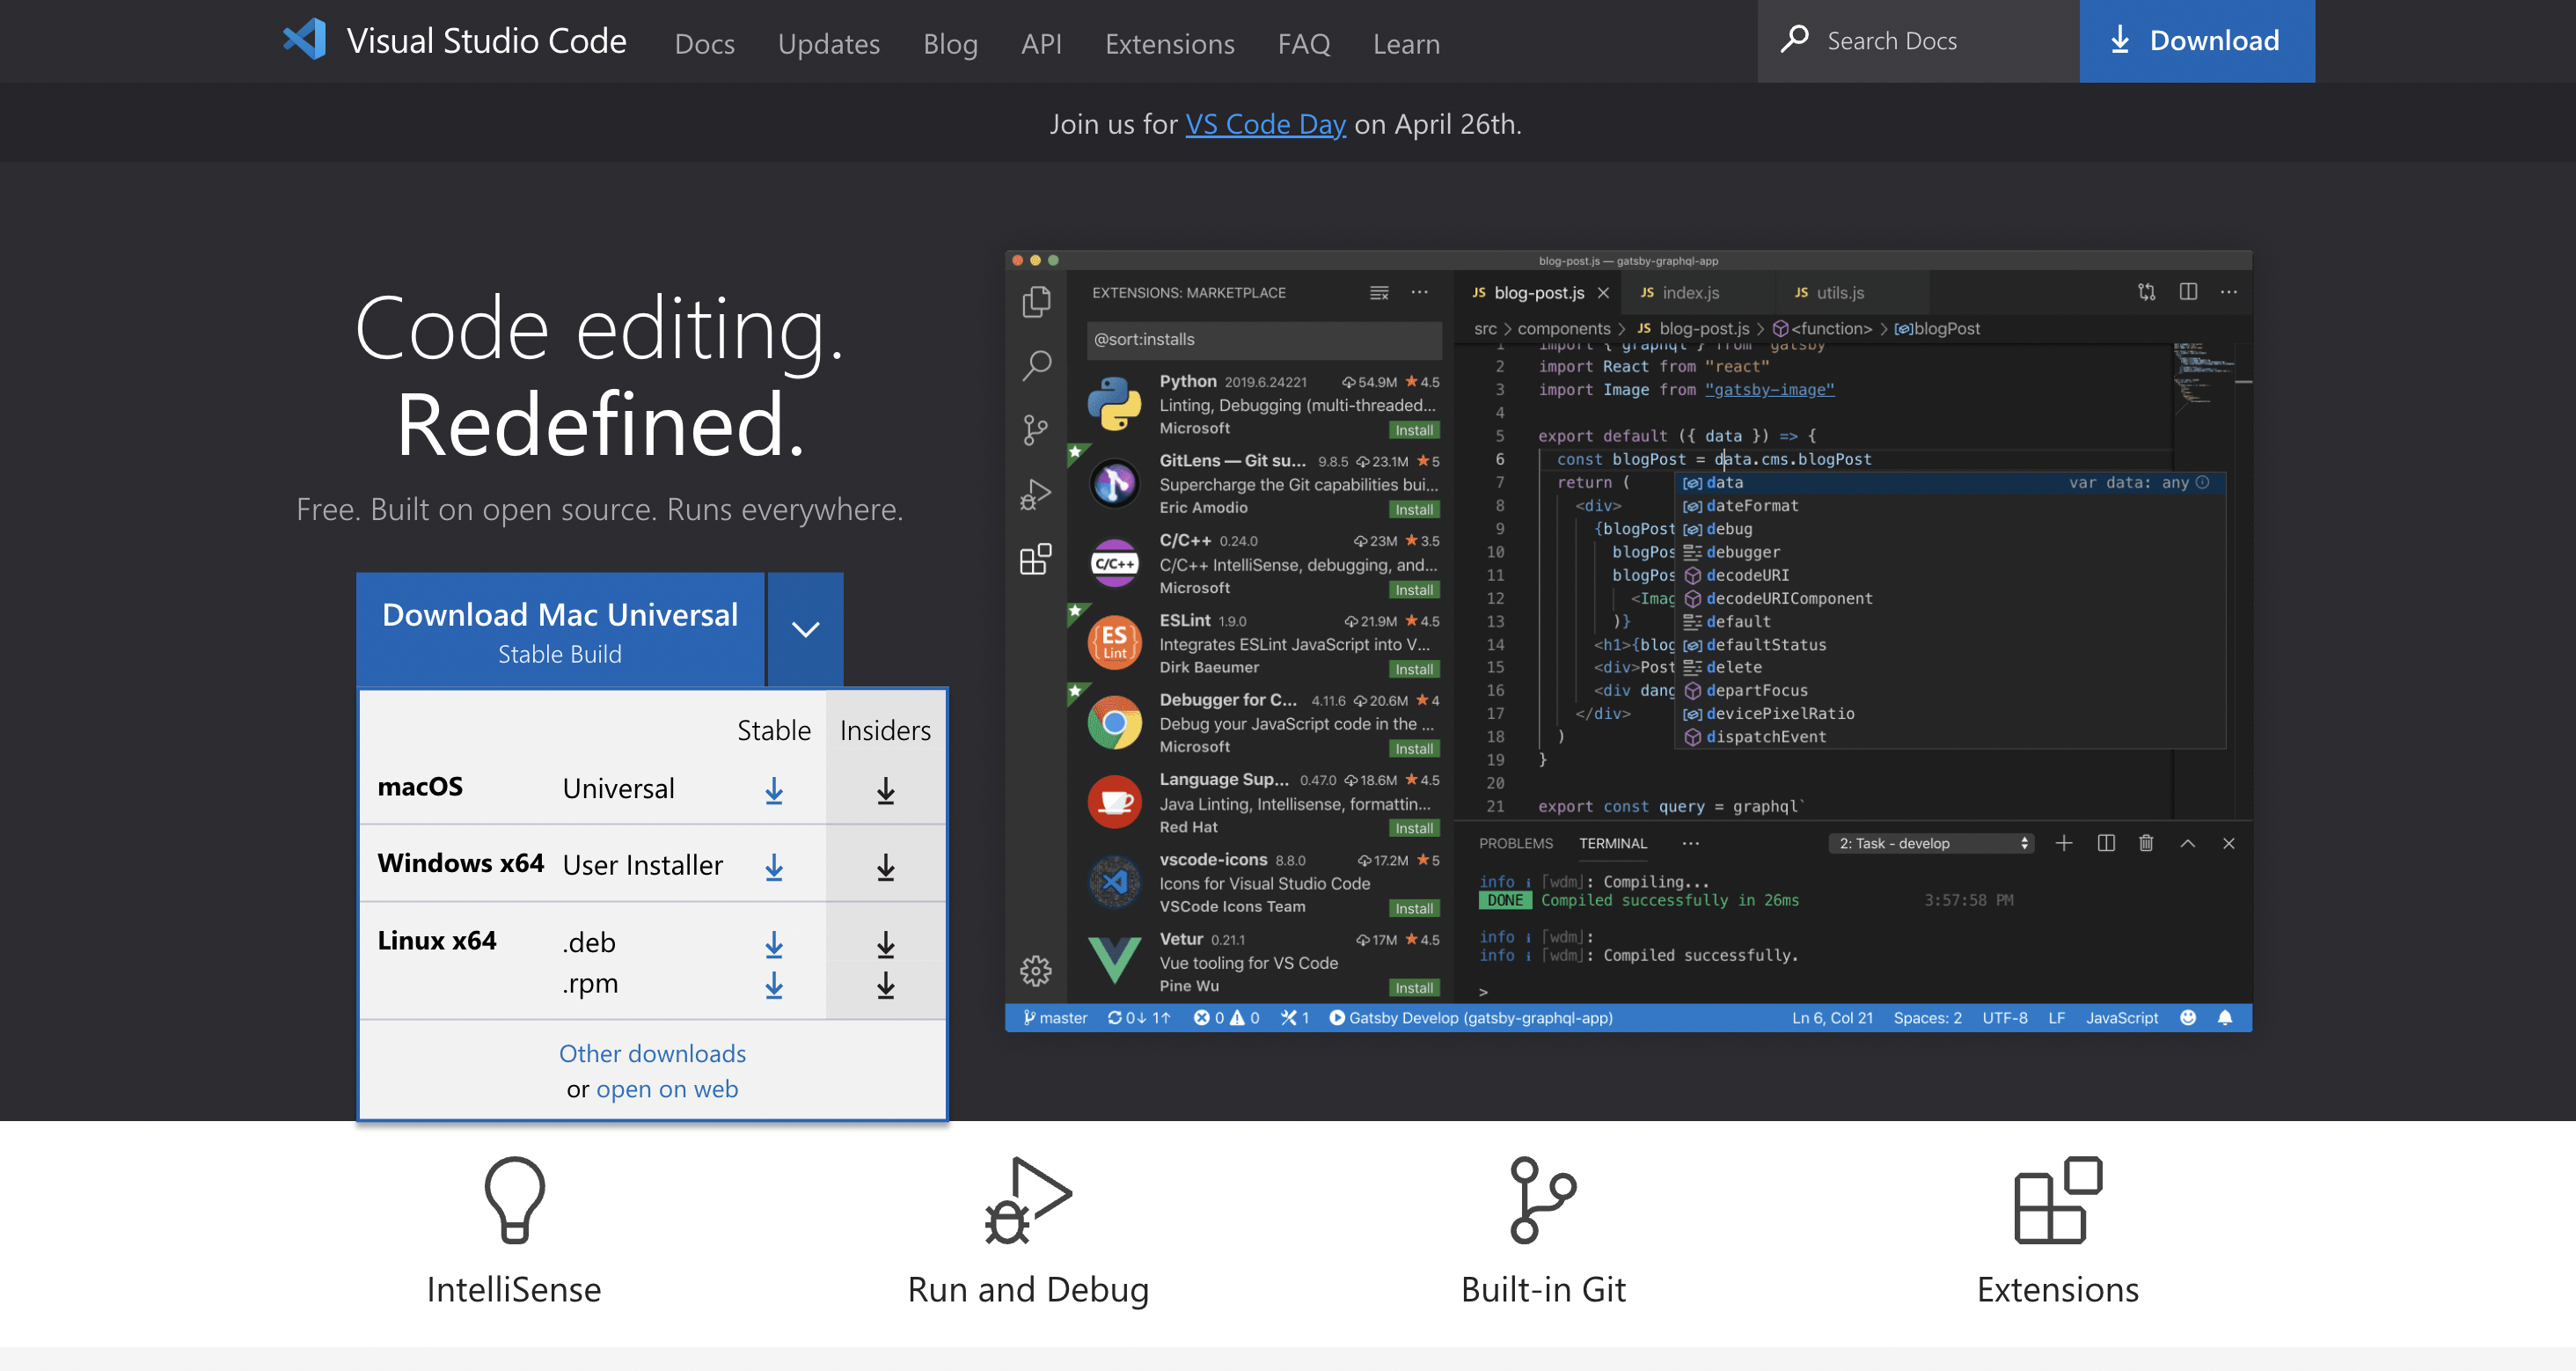 Visual Studio Code Docs Updates Blog API Extensions FAQ Learn Search Docs Download
Join us for VS Code Day on April 26th.
Code editing.
Redefined.
Free. Built on open source. Runs everywhere.
Download Mac Universal
Stable Build
Stable Insiders
macOS Universal
Windows x64 User Installer
Linux x64 .deb
.rpm
Other downloads
or open on web
blog-post.js — gatsby-graphql-app
EXTENSIONS: MARKETPLACE
@sort:installs
Python 2019.6.24221 54.9M 4.5
Linting, Debugging (multi-threaded...
Microsoft Install
GitLens — Git su... 9.8.5 23.1M 5
Supercharge the Git capabilities bui...
Eric Amodio Install
C/C++
C/C++ 0.24.0 23M 3.5
C/C++ IntelliSense, debugging, and...
Microsoft Install
ES
Lint
ESLint 1.9.0 21.9M 4.5
Integrates ESLint JavaScript into V...
Dirk Baeumer Install
Debugger for C... 4.11.6 20.6M 4
Debug your JavaScript code in the ...
Microsoft Install
Language Sup... 0.47.0 18.6M 4.5
Java Linting, Intellisense, formattin...
Red Hat Install
vscode-icons 8.8.0 17.2M 5
Icons for Visual Studio Code
VSCode Icons Team Install
Vetur 0.21.1 17M 4.5
Vue tooling for VS Code
Pine Wu Install
JS blog-post.js JS index.js JS utils.js
src > components > JS blog-post.js > <function> > blogPost
1 import { graphql } from "gatsby"
2 import React from "react"
3 import Image from "gatsby-image"
4
5 export default ({ data }) => {
6 const blogPost = data.cms.blogPost
7 return (
8 <div>
9 {blogPost
10 blogPos
11 blogPos
12 <Imag
13 )}
14 <h1>{blog
15 <div>Post
16 <div dang
17 </div>
18 )
19 }
20
21 export const query = graphql`
data var data: any
dateFormat
debug
debugger
decodeURI
decodeURIComponent
default
defaultStatus
delete
departFocus
devicePixelRatio
dispatchEvent
PROBLEMS TERMINAL ... 2: Task - develop
info i [wdm]: Compiling...
DONE Compiled successfully in 26ms 3:57:58 PM
info i [wdm]:
info i [wdm]: Compiled successfully.
>
master 0↓ 1↑ 0 0 1 Gatsby Develop (gatsby-graphql-app) Ln 6, Col 21 Spaces: 2 UTF-8 LF JavaScript
IntelliSense Run and Debug Built-in Git Extensions